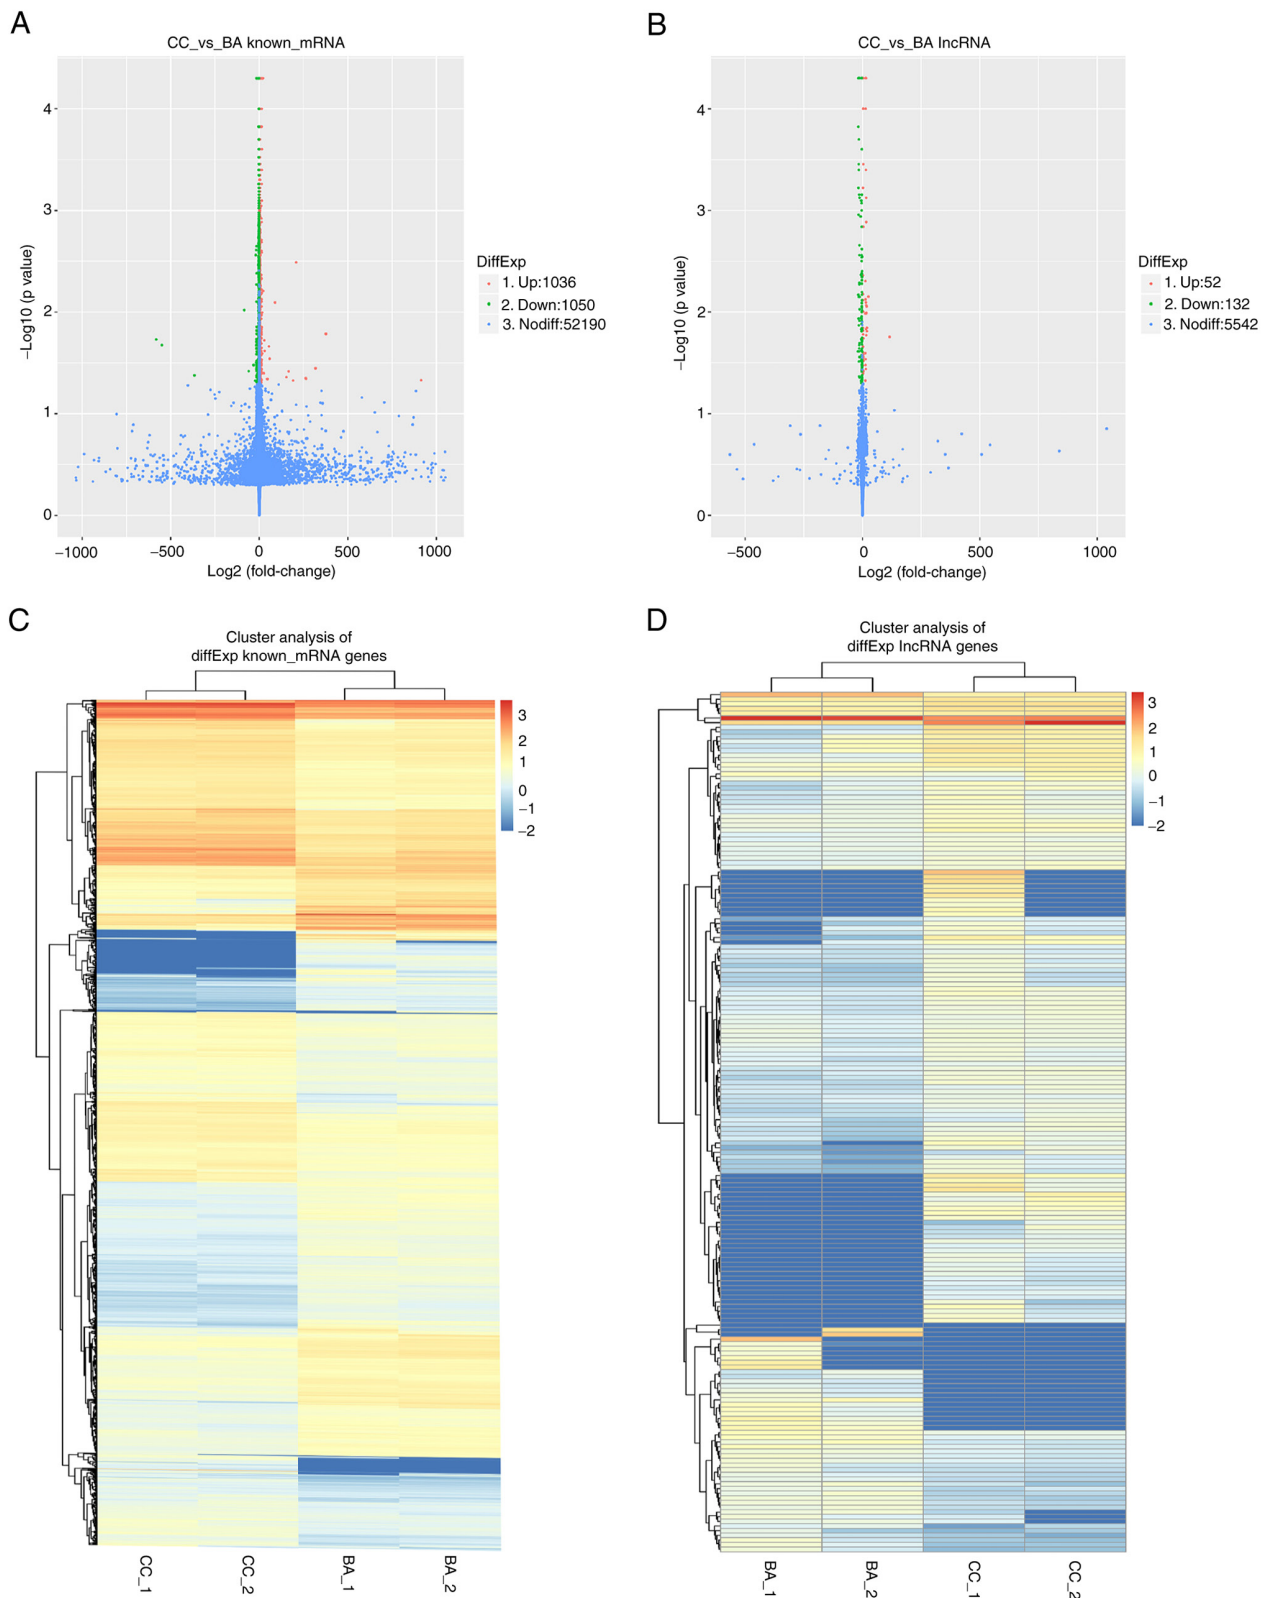 A
CC_vs_BA known_mRNA
4
3
2
1
0
−Log10 (p value)
−1000
−500
0
500
1000
Log2 (fold-change)
DiffExp
1. Up:1036
2. Down:1050
3. Nodiff:52190
B
CC_vs_BA lncRNA
4
3
2
1
0
−Log10 (p value)
−500
0
500
1000
Log2 (fold-change)
DiffExp
1. Up:52
2. Down:132
3. Nodiff:5542
C
Cluster analysis of
diffExp known_mRNA genes
3
2
1
0
−1
−2
CC_1
CC_2
BA_1
BA_2
D
Cluster analysis of
diffExp lncRNA genes
3
2
1
0
−1
−2
BA_1
BA_2
CC_1
CC_2